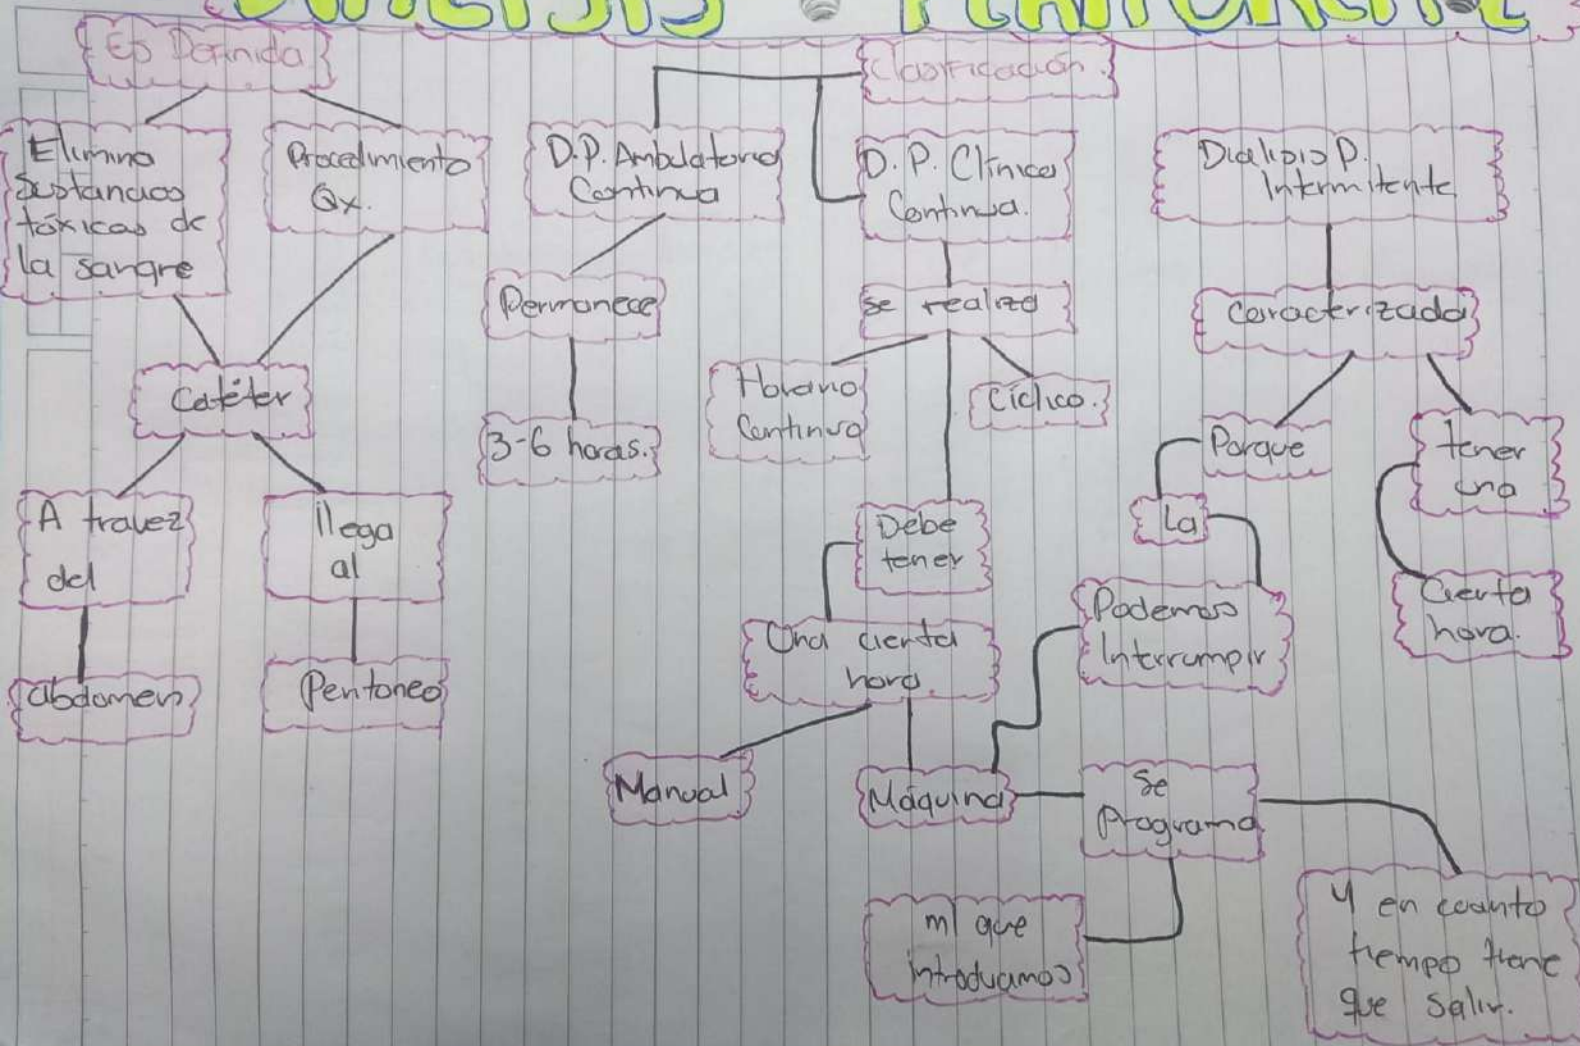 DIALISIS PERITONEAL
Es Definida
Clasificación.
Elimina
Sustancias
tóxicas de
la sangre
Procedimiento
Qx.
D.P. Ambulatoria
Continua
D. P. Clínica
Continua.
Dialisis P.
Intermitente
Permanece
se realiza
Caracterizada
Catéter
Horario
Continuo
Cíclico.
3-6 horas.
Porque
tener
una
A travez
del
llega
al
Debe
tener
La
Podemos
Interrumpir
Cierta
hora.
Una cierta
hora
abdomen
Peritoneo
Manual
Máquina
Se
Programa
ml que
introducimos
Y en cuanto
tiempo tiene
que Salir.